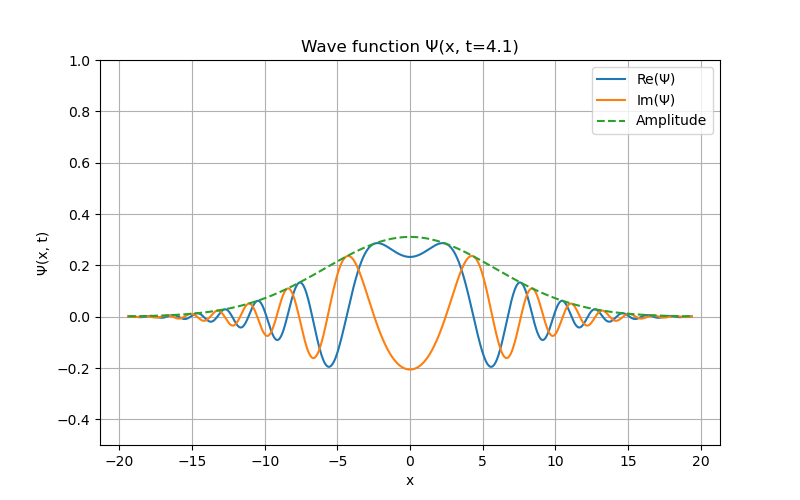 Wave function Ψ(x, t=4.1)
Re(Ψ)
Im(Ψ)
Amplitude
Ψ(x, t)
1.0
0.8
0.6
0.4
0.2
0.0
−0.2
−0.4
−20 −15 −10 −5 0 5 10 15 20
x